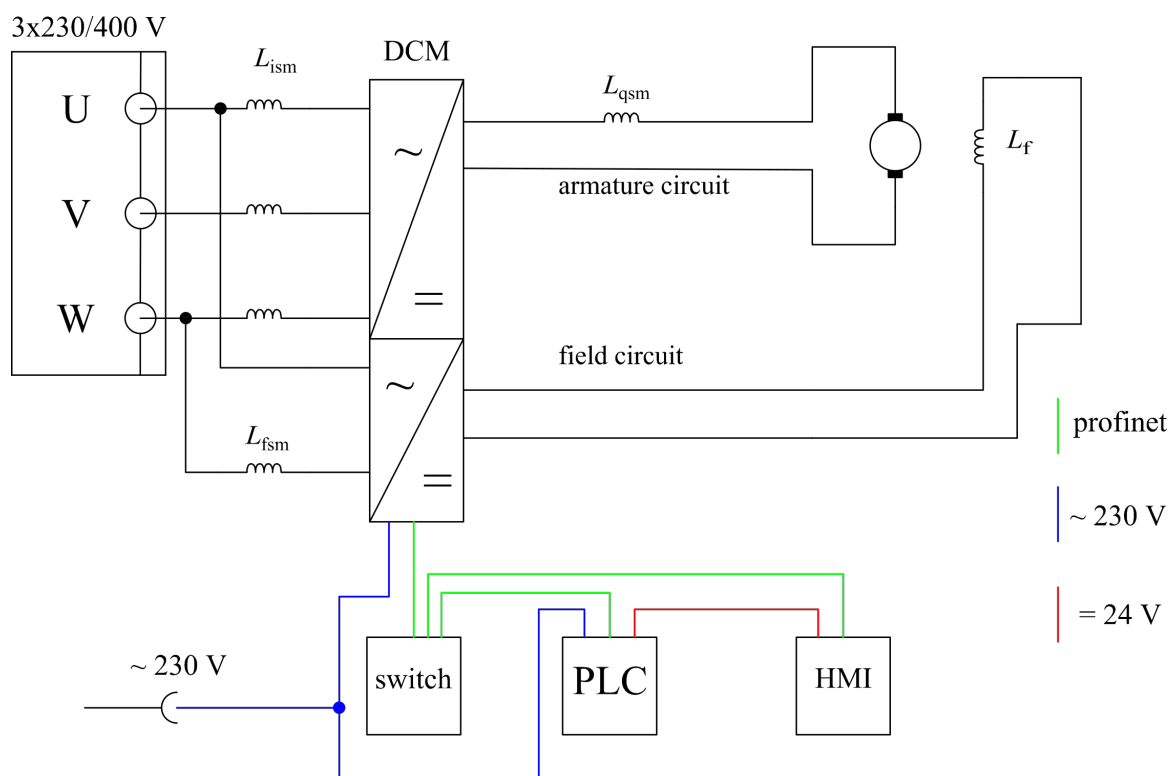 3x230/400 V
DCM
L_ism
U
L_qsm
~
L_f
armature circuit
V
=
W
field circuit
~
profinet
L_fsm
=
~ 230 V
= 24 V
~ 230 V
switch
PLC
HMI